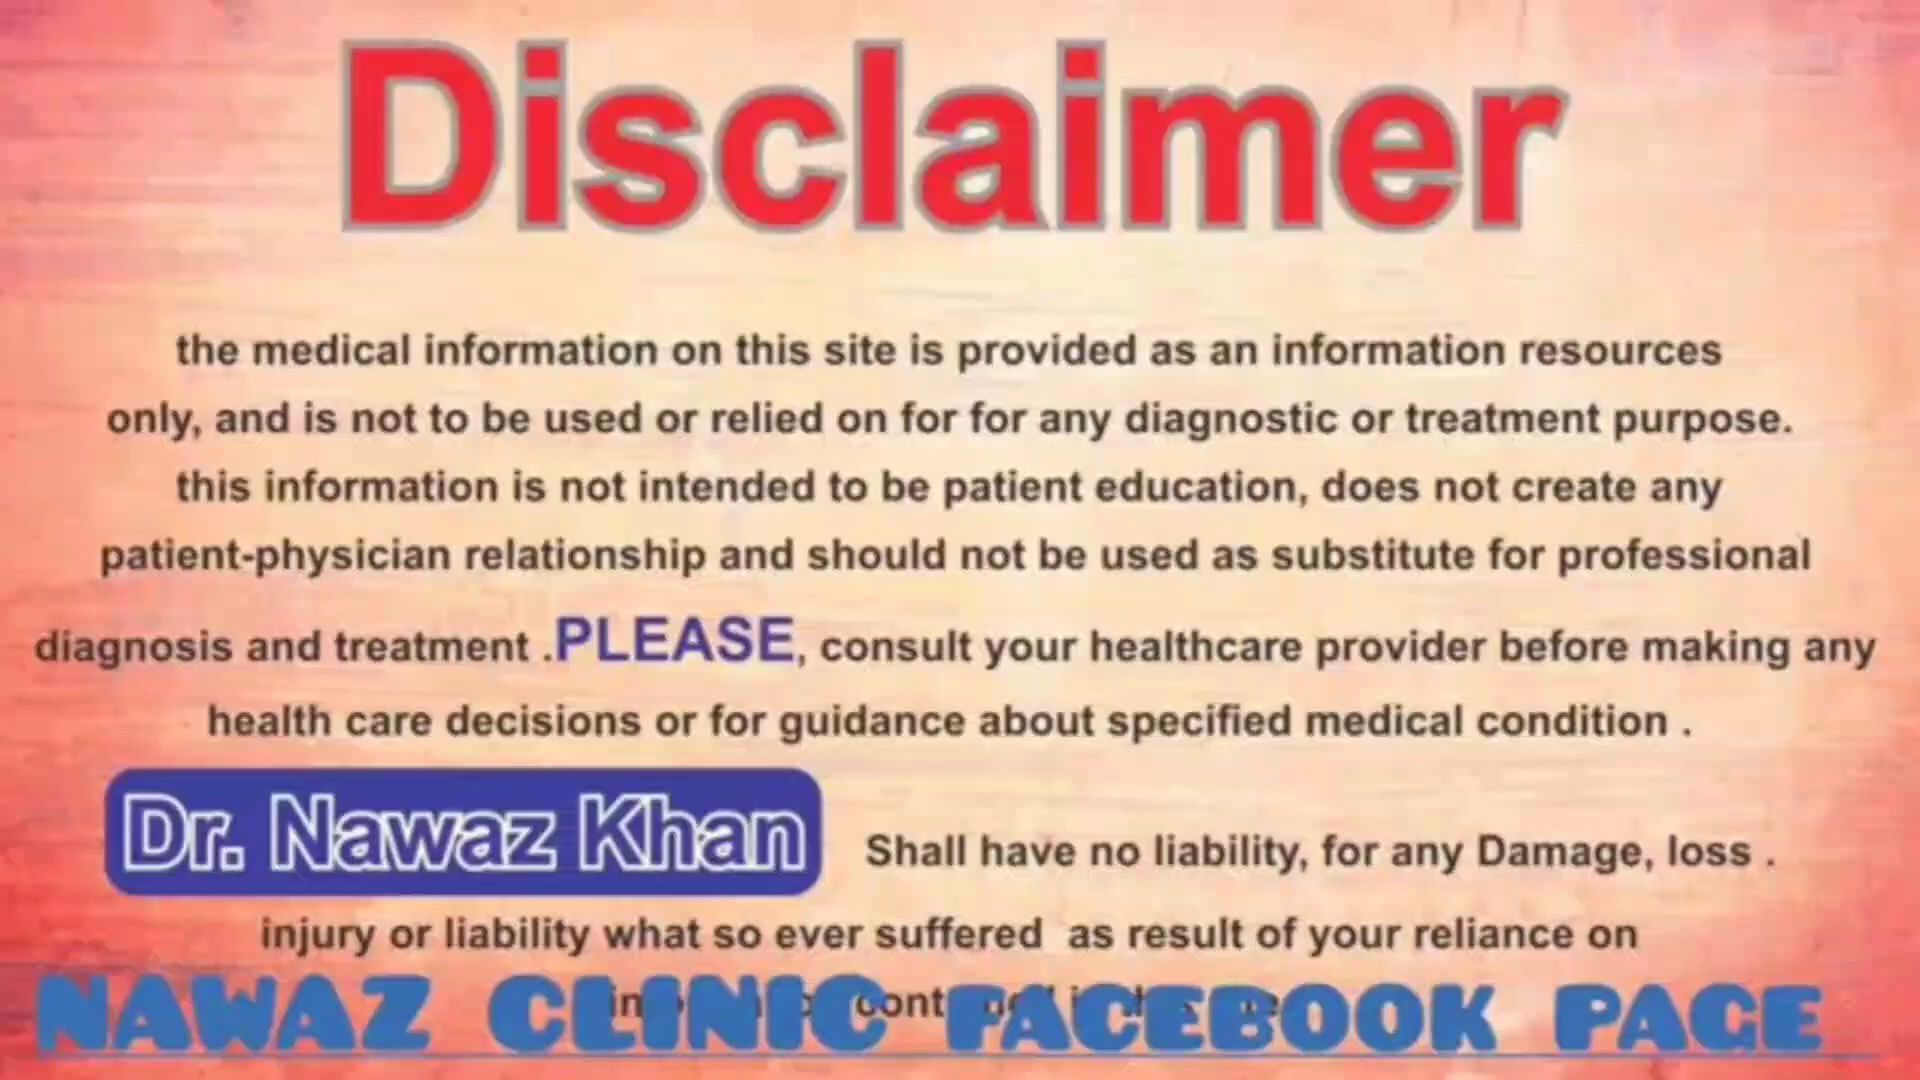 Disclaimer
the medical information on this site is provided as an information resources
only, and is not to be used or relied on for for any diagnostic or treatment purpose.
this information is not intended to be patient education, does not create any
patient-physician relationship and should not be used as substitute for professional
diagnosis and treatment .PLEASE, consult your healthcare provider before making any
health care decisions or for guidance about specified medical condition .
Dr. Nawaz Khan Shall have no liability, for any Damage, loss .
injury or liability what so ever suffered as result of your reliance on
NAWAZ CLINIC FACEBOOK PAGE